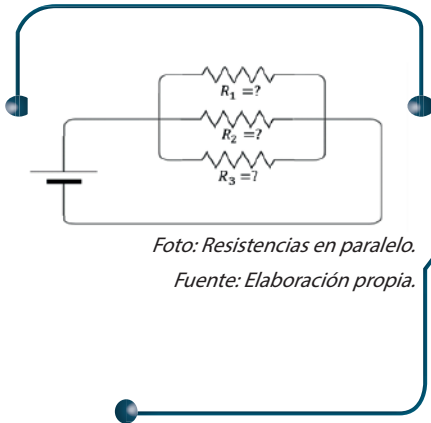 R₁ =?
R₂ =?
R₃ =?
Foto: Resistencias en paralelo.
Fuente: Elaboración propia.